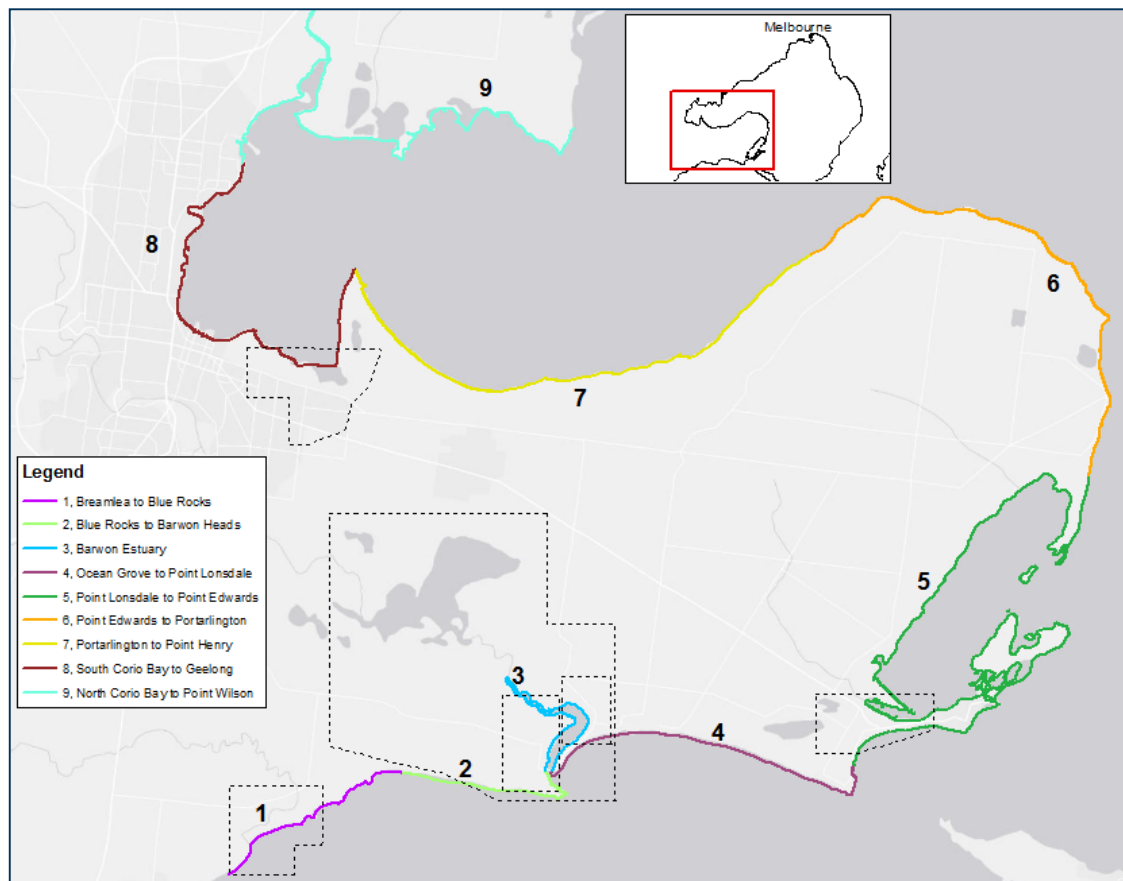 Melbourne
9
8
6
7
Legend
1, Breamlea to Blue Rocks
2, Blue Rocks to Barwon Heads
3, Barwon Estuary
4, Ocean Grove to Point Lonsdale
5, Point Lonsdale to Point Edwards
6, Point Edwards to Portarlington
7, Portarlington to Point Henry
8, South Corio Bay to Geelong
9, North Corio Bay to Point Wilson
5
3
4
2
1